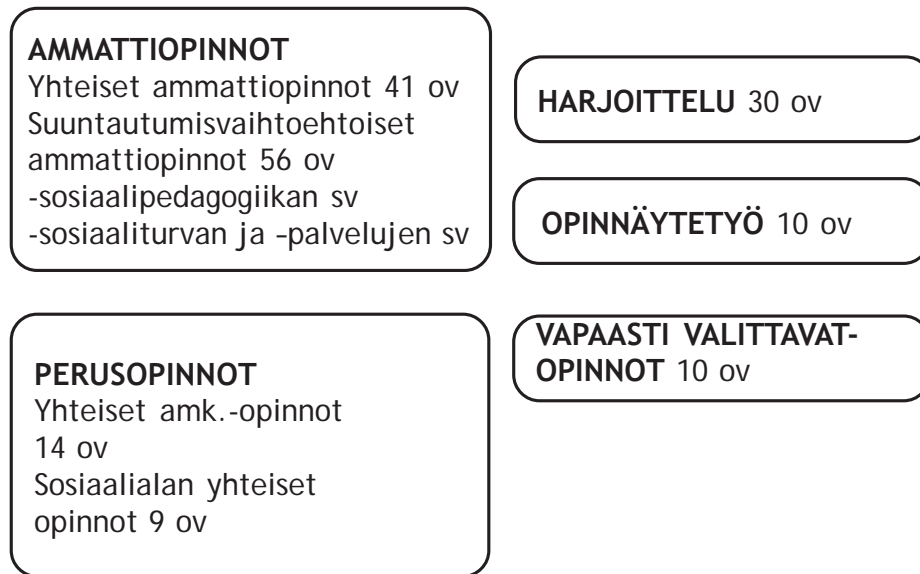 AMMATTIOPINNOT
Yhteiset ammattiopinnot 41 ov
Suuntautumisvaihtoehtoiset
ammattiopinnot 56 ov
-sosiaalipedagogiikan sv
-sosiaaliturvan ja –palvelujen sv
HARJOITTELU 30 ov
OPINNÄYTETYÖ 10 ov
PERUSOPINNOT
Yhteiset amk.-opinnot
14 ov
Sosiaalialan yhteiset
opinnot 9 ov
VAPAASTI VALITTAVAT-
OPINNOT 10 ov